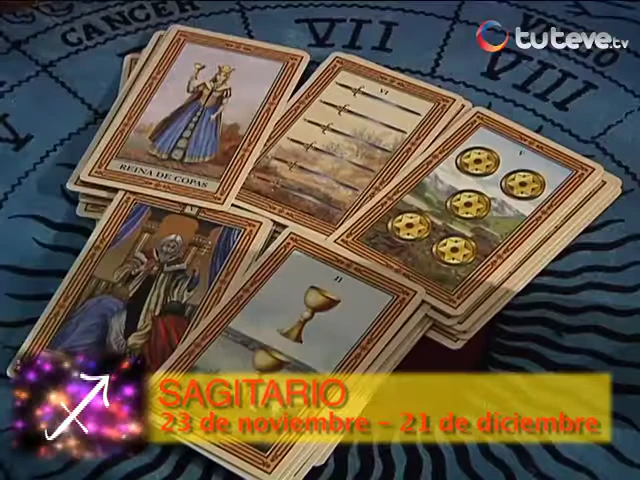 CANCER
VII
VIII
V
tuteve.tv
REINA DE COPAS
VI
V
V
II
SAGITARIO
23 de noviembre – 21 de diciembre